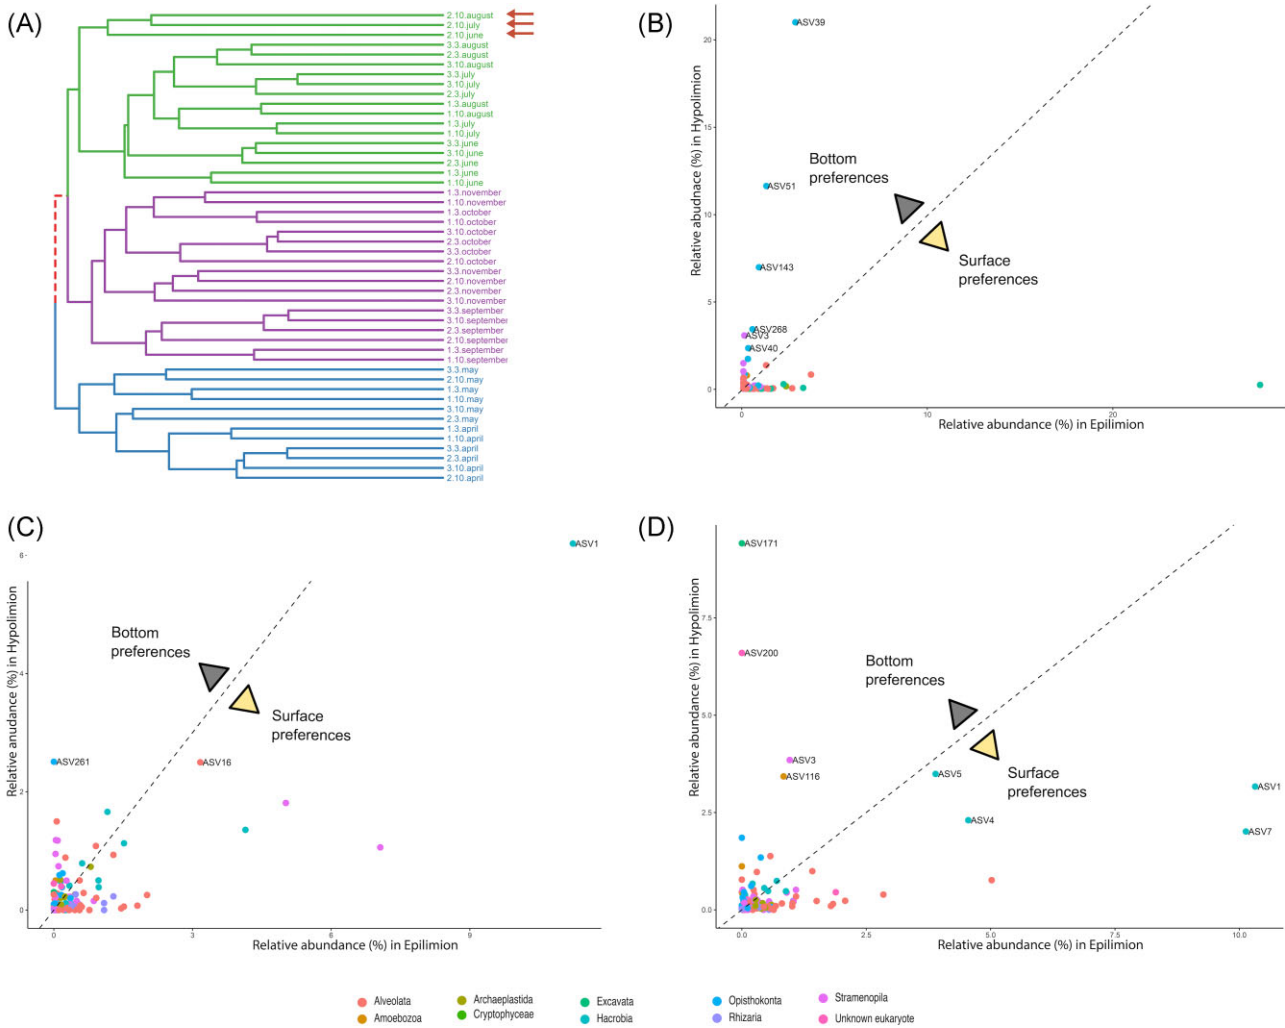 (A)
2.10.august
2.10.july
2.10.june
3.3.august
2.3.august
3.10.august
3.3.july
3.10.july
2.3.july
1.3.august
1.10.august
1.3.july
1.10.july
3.3.june
3.10.june
2.3.june
1.3.june
1.10.june
1.3.november
1.10.november
1.3.october
1.10.october
3.10.october
2.3.october
3.3.october
2.10.october
3.3.november
2.10.november
2.3.november
3.10.november
3.3.september
3.10.september
2.3.september
2.10.september
1.3.september
1.10.september
3.3.may
2.10.may
1.3.may
1.10.may
3.10.may
2.3.may
1.3.april
1.10.april
3.3.april
2.3.april
3.10.april
2.10.april
(B)
Relative abudnace (%) in Hypolimion
20
15
10
5
0
ASV39
ASV51
ASV143
ASV268
ASV3
ASV40
Bottom
preferences
Surface
preferences
0
10
20
Relative abundance (%) in Epilimion
(C)
Relative anudance (%) in Hypolimion
6
4
2
0
ASV1
ASV261
ASV16
Bottom
preferences
Surface
preferences
0
3
6
9
Relative abundance (%) in Epilimion
(D)
Relative abundance (%) in Hypolimion
7.5
5.0
2.5
0.0
ASV171
ASV200
ASV3
ASV116
ASV5
ASV4
ASV1
ASV7
Bottom
preferences
Surface
preferences
0.0
2.5
5.0
7.5
10.0
Relative abundance (%) in Epilimion
Alveolata
Amoebozoa
Archaeplastida
Cryptophyceae
Excavata
Hacrobia
Opisthokonta
Rhizaria
Stramenopila
Unknown eukaryote